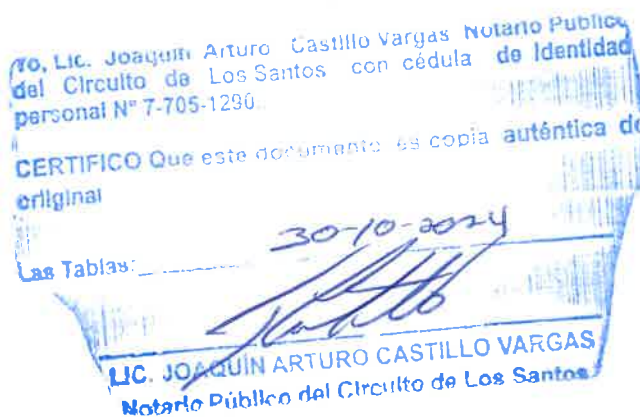 Yo, Lic. Joaquín Arturo Castillo Vargas Notario Público
del Circuito de Los Santos con cédula de identidad
personal N° 7-705-1290.
CERTIFICO Que este documento es copia auténtica de
eriiginal
30-10-2024
Las Tablas:
LIC. JOAQUÍN ARTURO CASTILLO VARGAS
Notario Público del Circuito de Los Santos